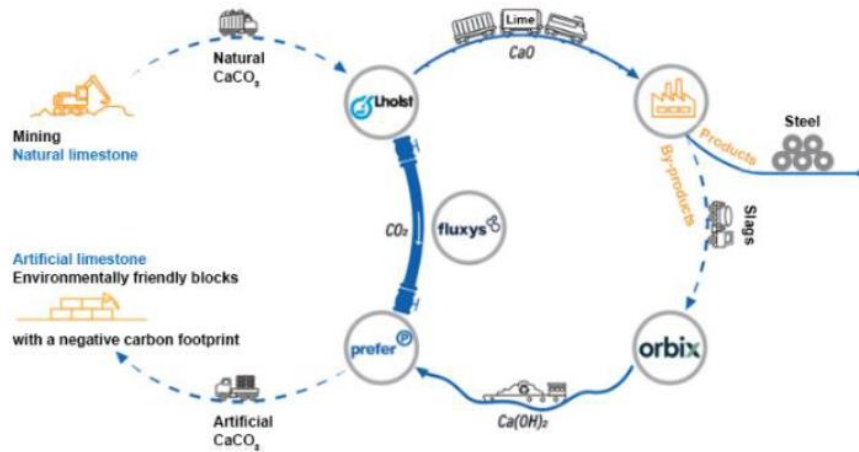 Natural
CaCO₃
Lime
CaO
Lhoist
Mining
Natural limestone
Products
By-products
Steel
Slags
CO₂
fluxys
Artificial limestone
Environmentally friendly blocks
with a negative carbon footprint
prefer P
orbix
Ca(OH)₂
Artificial
CaCO₃